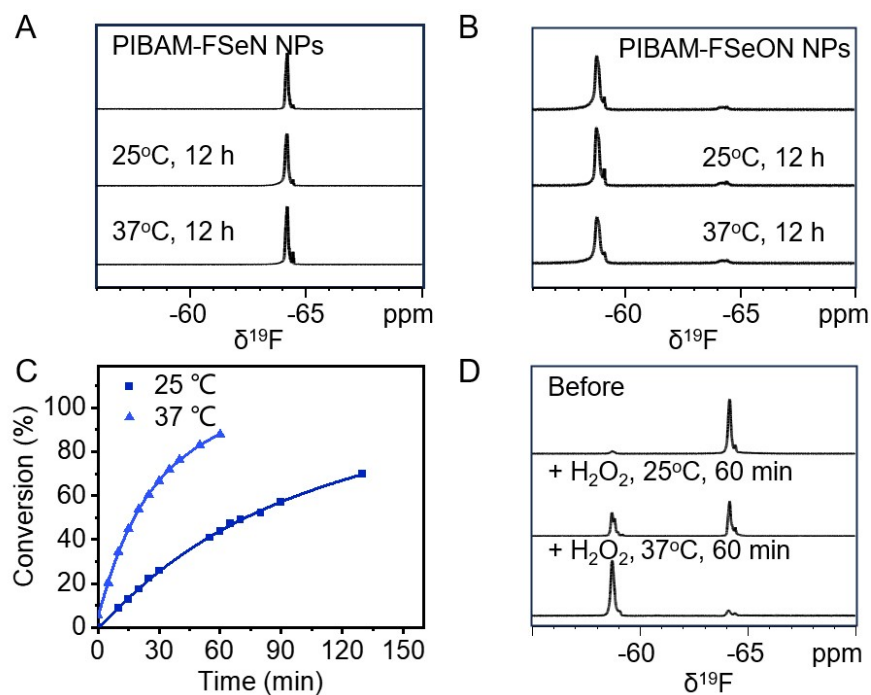 A
PIBAM-FSeN NPs
25°C, 12 h
37°C, 12 h
-60 -65 ppm
δ¹⁹F
B
PIBAM-FSeON NPs
25°C, 12 h
37°C, 12 h
-60 -65 ppm
δ¹⁹F
C
25 ℃
37 ℃
100
80
60
40
20
0
Conversion (%)
0 30 60 90 120 150
Time (min)
D
Before
+ H₂O₂, 25°C, 60 min
+ H₂O₂, 37°C, 60 min
-60 -65 ppm
δ¹⁹F